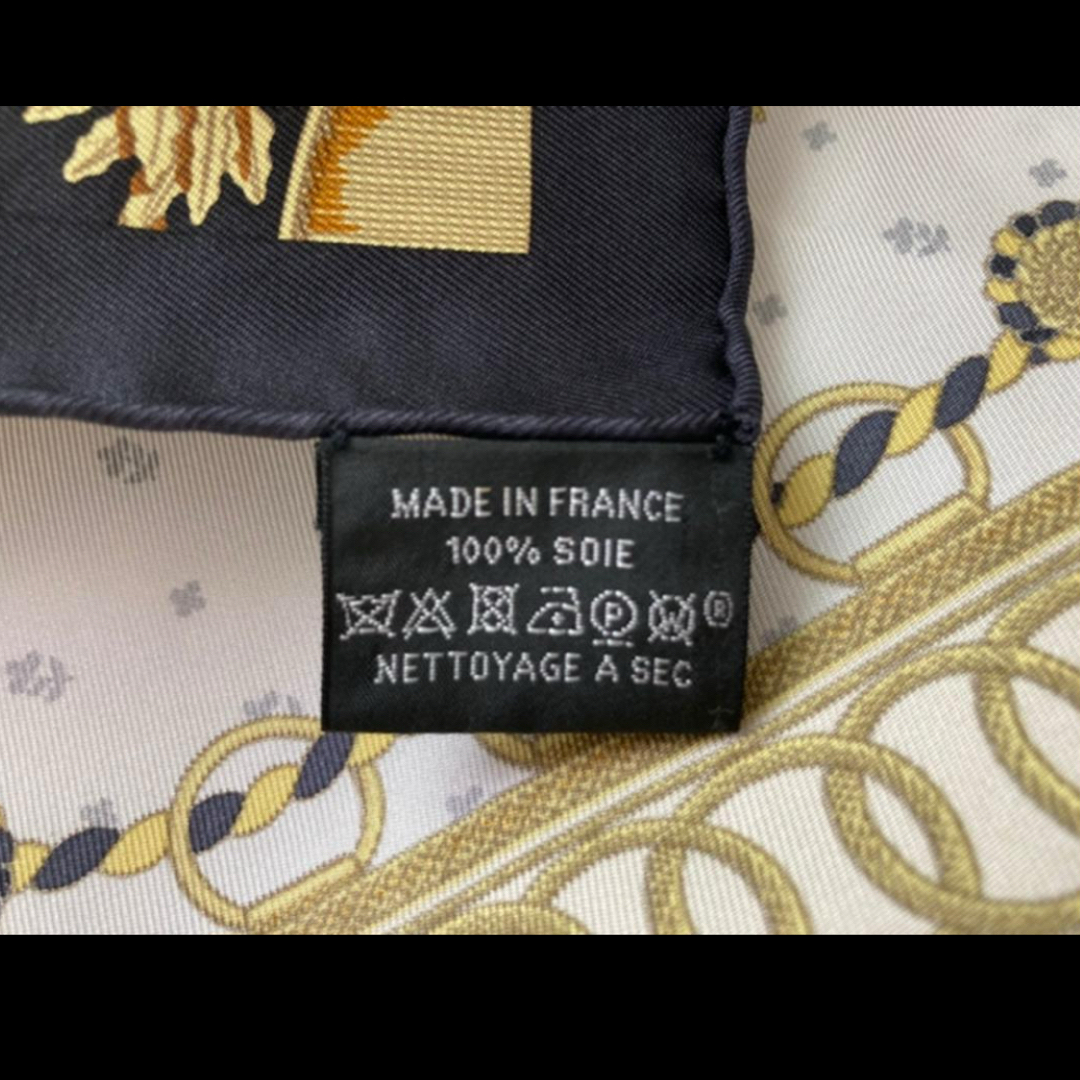 MADE IN FRANCE
100% SOIE
P W ®
NETTOYAGE A SEC